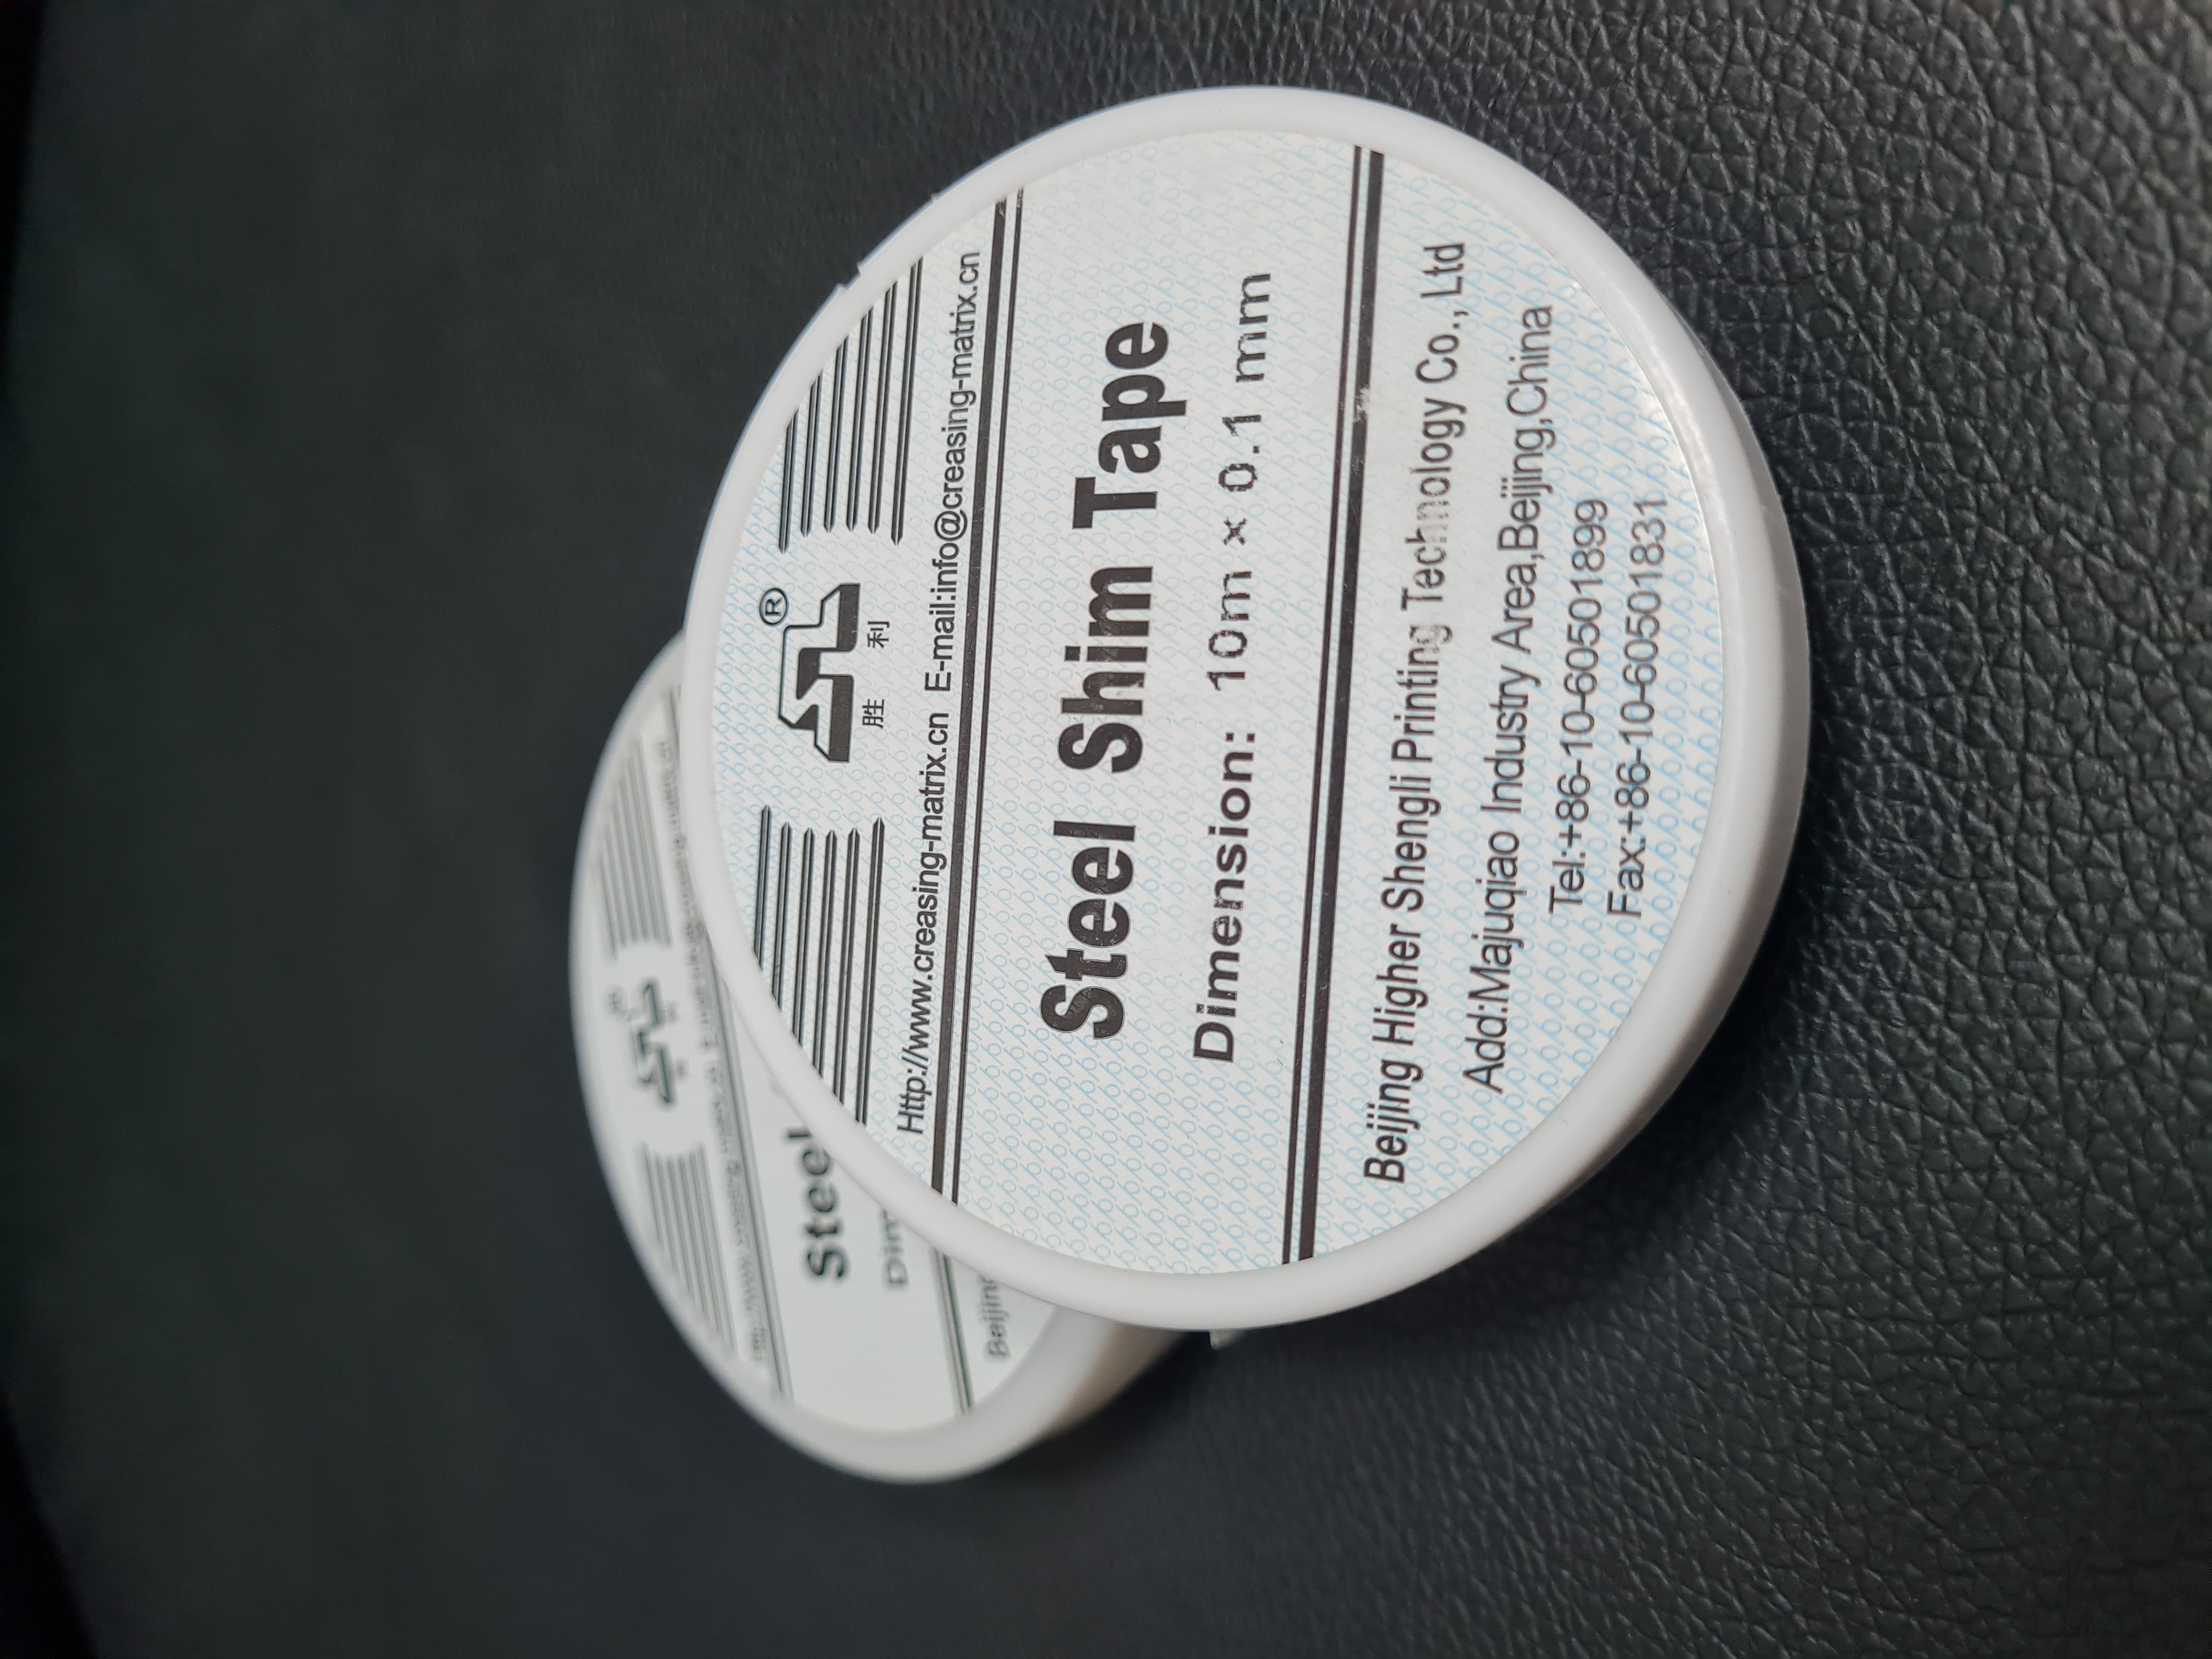 ®
胜 利
Http://www.creasing-matrix.cn E-mail:info@creasing-matrix.cn
Steel Shim Tape
Dimension: 10m × 0.1 mm
Beijing Higher Shengli Printing Technology Co., Ltd
Add:Majuqiao Industry Area,Beijing,China
Tel:+86-10-60501899
Fax:+86-10-60501831
Steel
Dim
Beijing